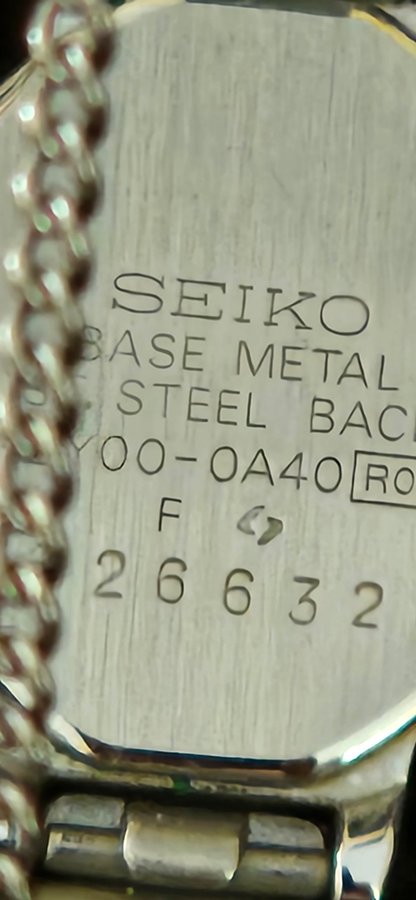 SEIKO
BASE METAL
STEEL BAC
Y00-0A40 RO
F
26632